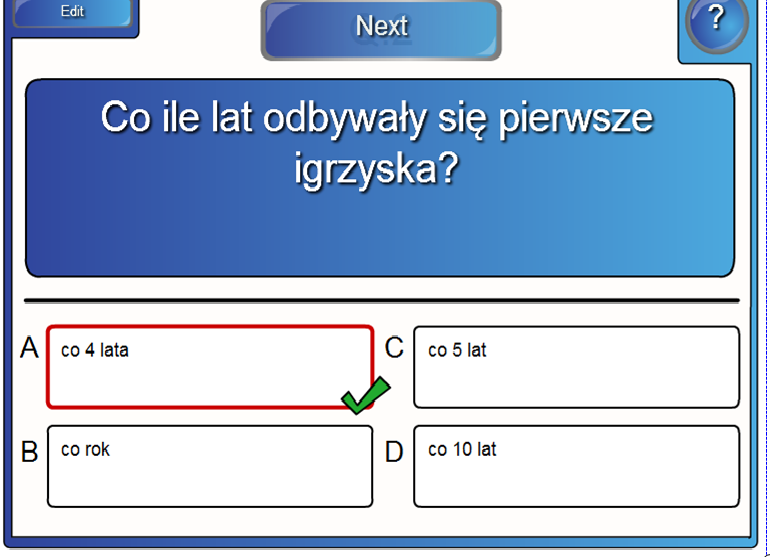 Edit
Next
?
Co ile lat odbywały się pierwsze
igrzyska?
A
co 4 lata
C
co 5 lat
B
co rok
D
co 10 lat